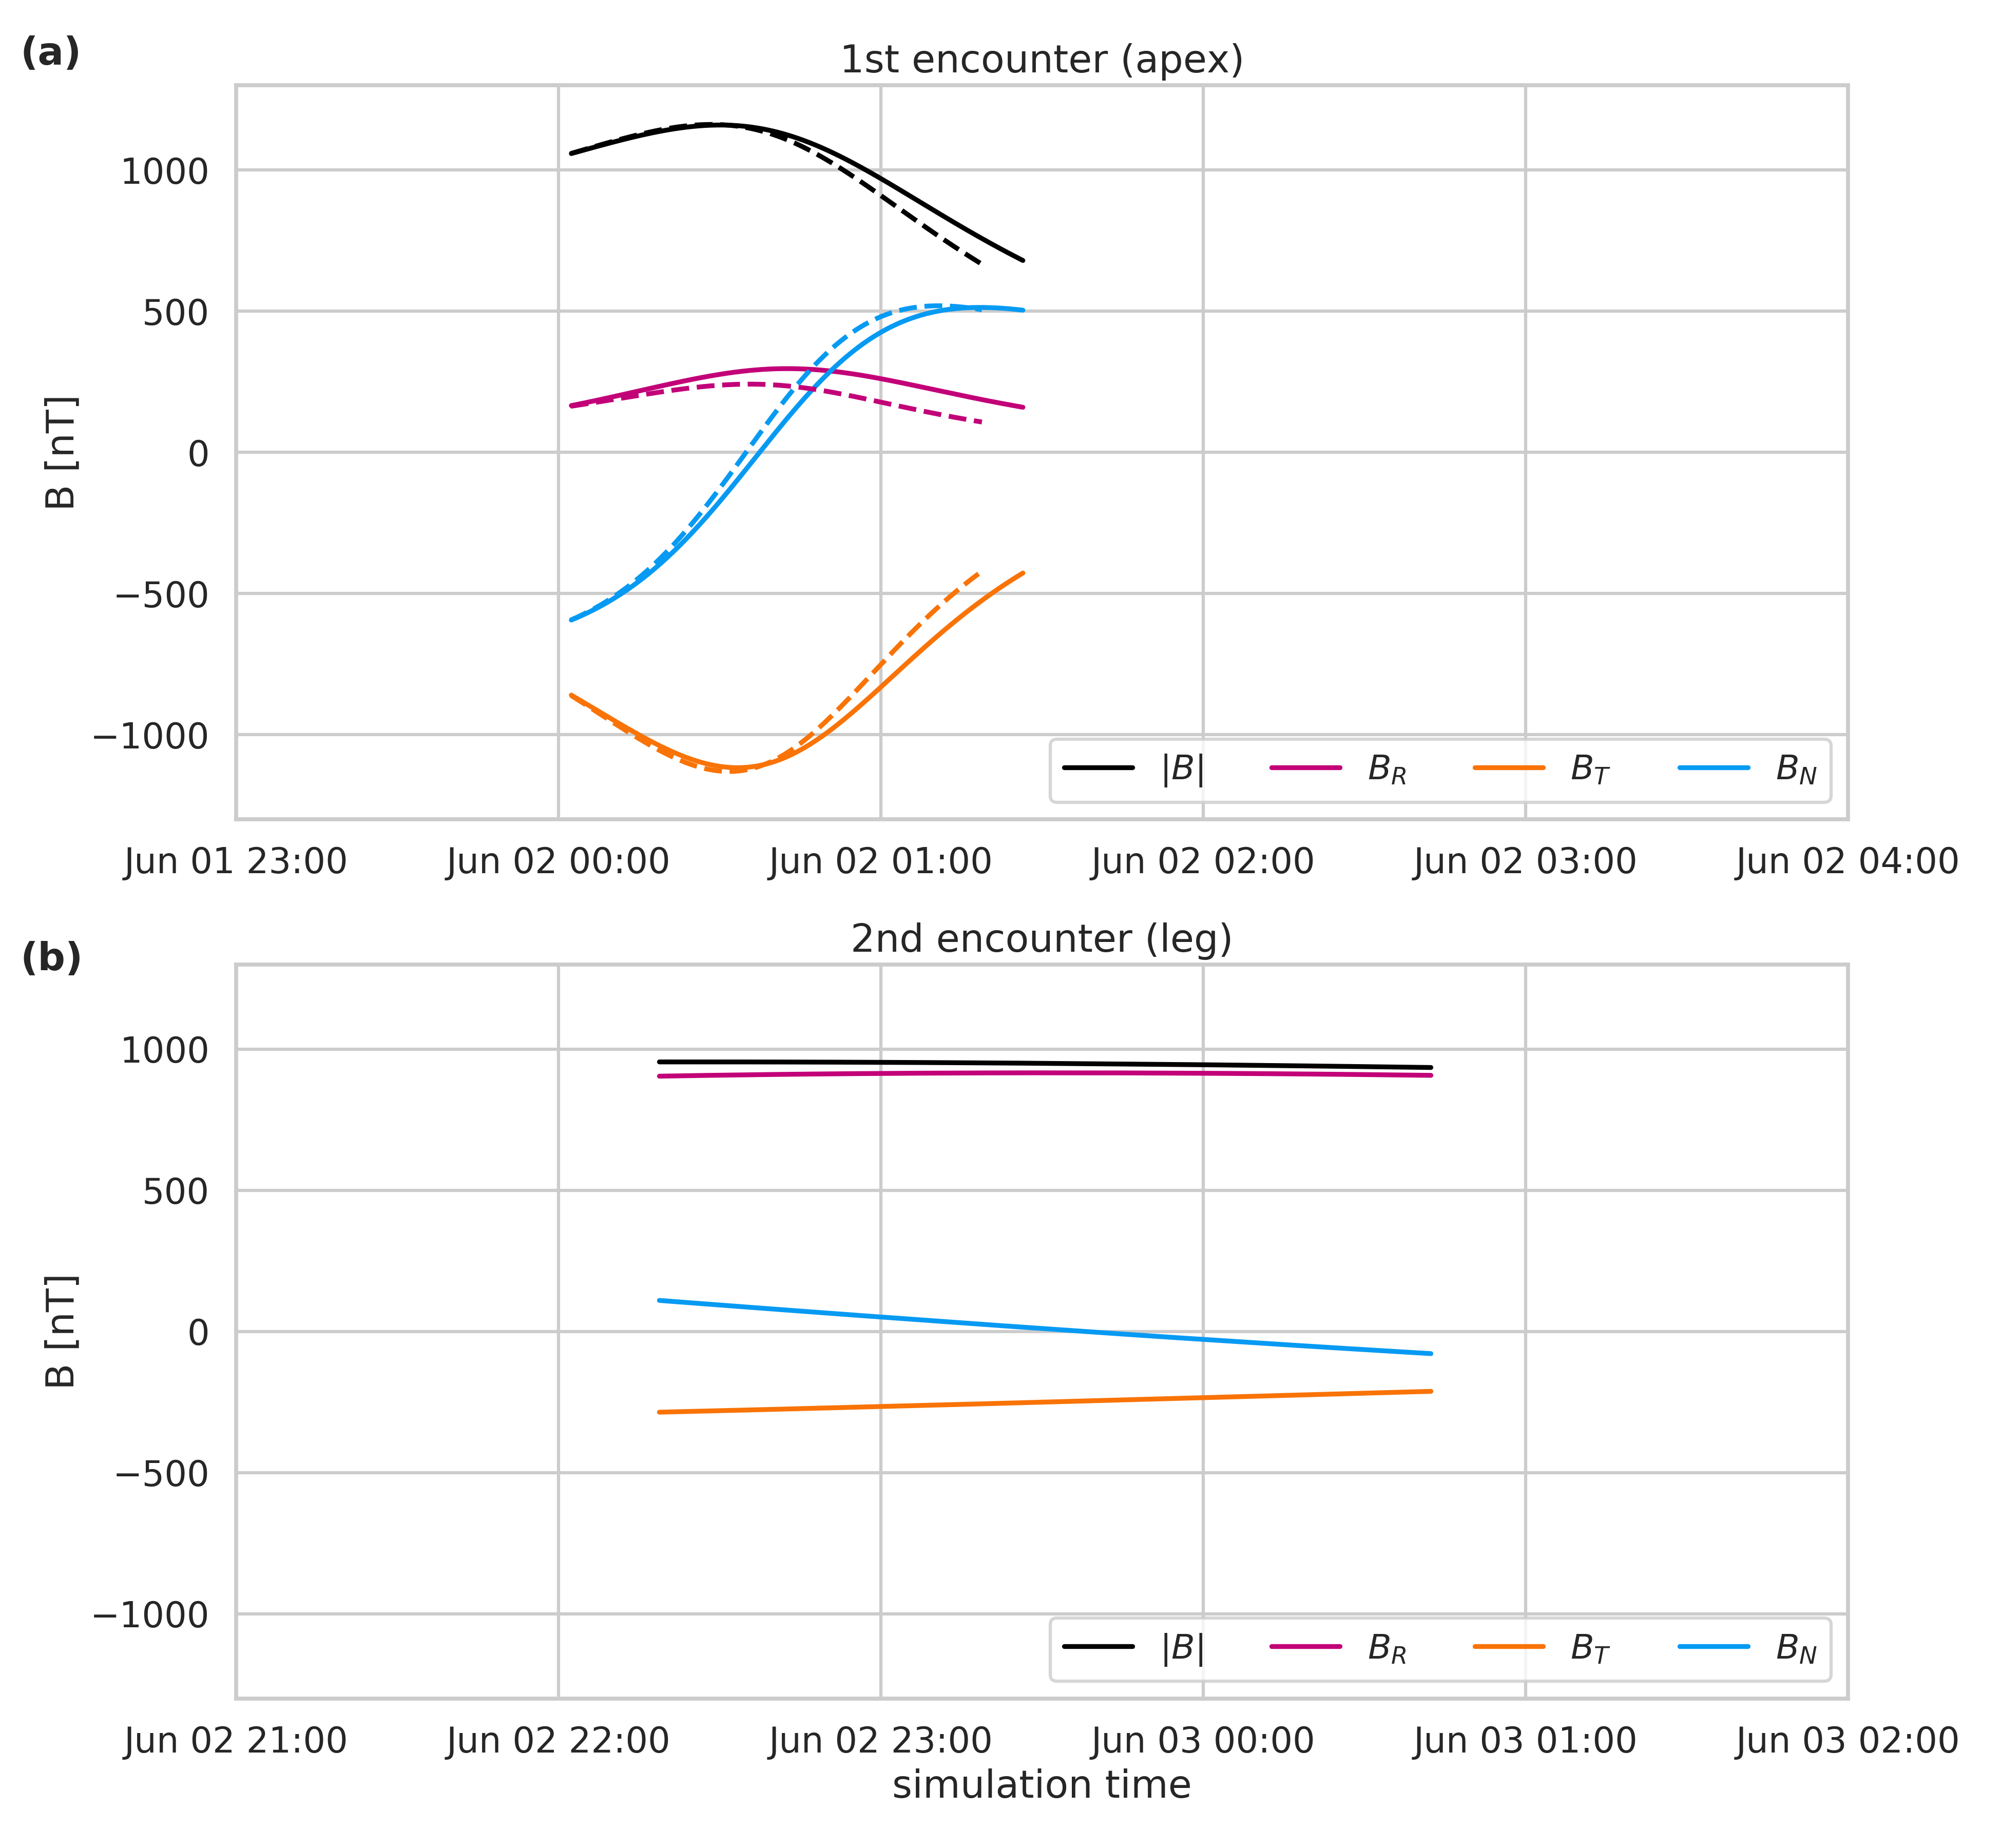 (a)
1st encounter (apex)
1000
500
0
−500
−1000
B [nT]
|B| B_R B_T B_N
Jun 01 23:00 Jun 02 00:00 Jun 02 01:00 Jun 02 02:00 Jun 02 03:00 Jun 02 04:00
(b)
2nd encounter (leg)
1000
500
0
−500
−1000
B [nT]
|B| B_R B_T B_N
Jun 02 21:00 Jun 02 22:00 Jun 02 23:00 Jun 03 00:00 Jun 03 01:00 Jun 03 02:00
simulation time